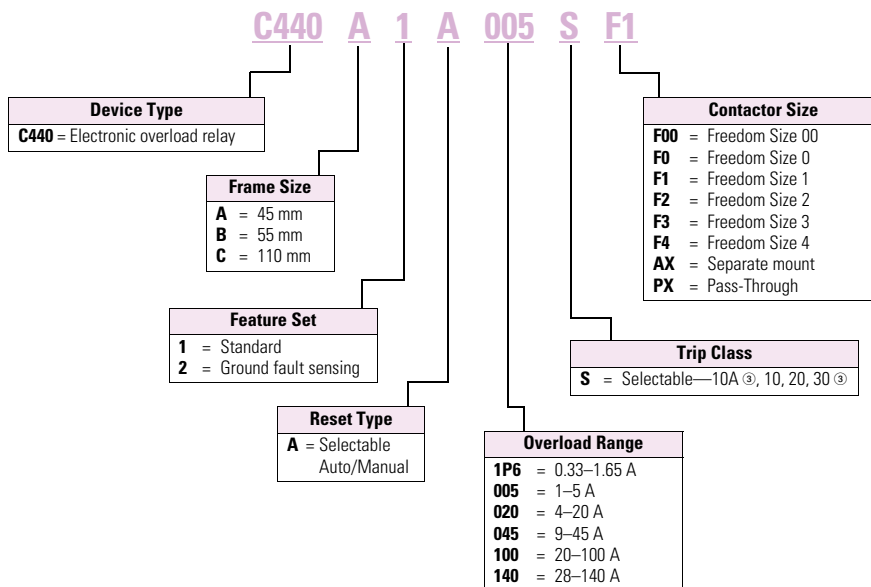 C440 A 1 A 005 S F1
Device Type
C440 = Electronic overload relay
Frame Size
A = 45 mm
B = 55 mm
C = 110 mm
Feature Set
1 = Standard
2 = Ground fault sensing
Reset Type
A = Selectable
Auto/Manual
Contactor Size
F00 = Freedom Size 00
F0 = Freedom Size 0
F1 = Freedom Size 1
F2 = Freedom Size 2
F3 = Freedom Size 3
F4 = Freedom Size 4
AX = Separate mount
PX = Pass-Through
Trip Class
S = Selectable—10A ③, 10, 20, 30 ③
Overload Range
1P6 = 0.33–1.65 A
005 = 1–5 A
020 = 4–20 A
045 = 9–45 A
100 = 20–100 A
140 = 28–140 A